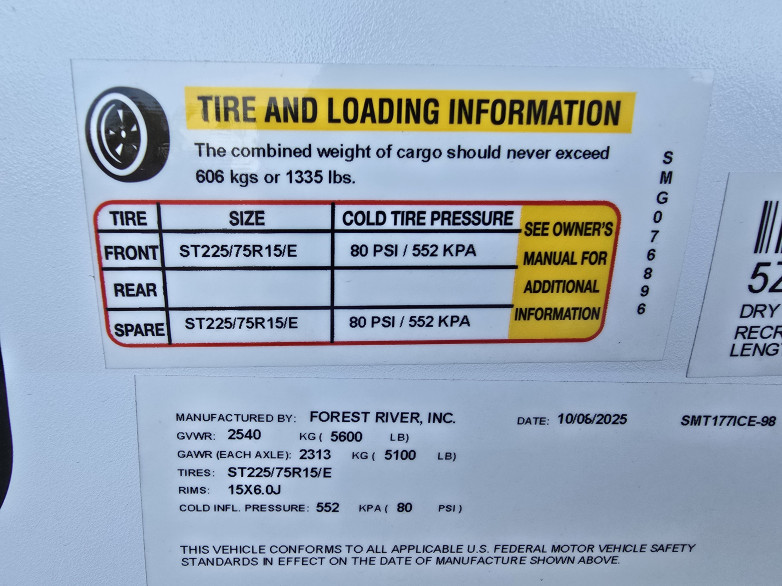 TIRE AND LOADING INFORMATION
The combined weight of cargo should never exceed
606 kgs or 1335 lbs.
TIRE SIZE COLD TIRE PRESSURE
FRONT ST225/75R15/E 80 PSI / 552 KPA
REAR
SPARE ST225/75R15/E 80 PSI / 552 KPA
SEE OWNER'S
MANUAL FOR
ADDITIONAL
INFORMATION
SMG076896
5Z
DRY
RECR
LENGT
MANUFACTURED BY: FOREST RIVER, INC. DATE: 10/06/2025 SMT177ICE-98
GVWR: 2540 KG ( 5600 LB)
GAWR (EACH AXLE): 2313 KG ( 5100 LB)
TIRES: ST225/75R15/E
RIMS: 15X6.0J
COLD INFL. PRESSURE: 552 KPA ( 80 PSI )
THIS VEHICLE CONFORMS TO ALL APPLICABLE U.S. FEDERAL MOTOR VEHICLE SAFETY
STANDARDS IN EFFECT ON THE DATE OF MANUFACTURE SHOWN ABOVE.